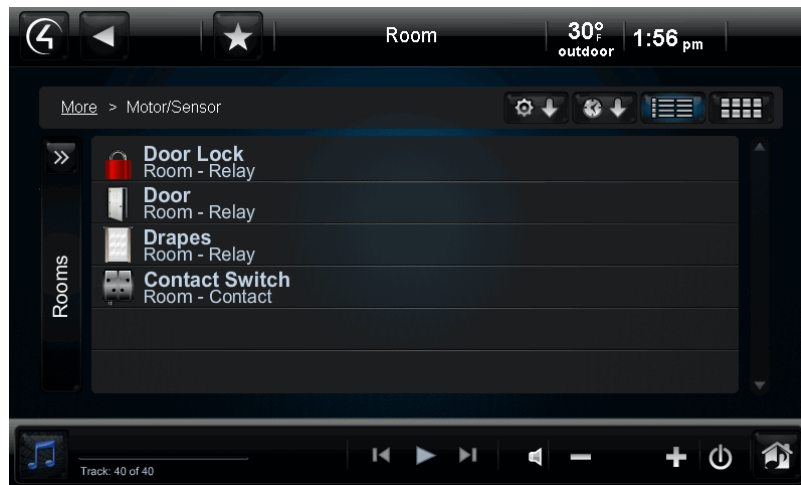 Room
30°F
outdoor
1:56 pm
More > Motor/Sensor
Rooms
Door Lock
Room - Relay
Door
Room - Relay
Drapes
Room - Relay
Contact Switch
Room - Contact
Track: 40 of 40